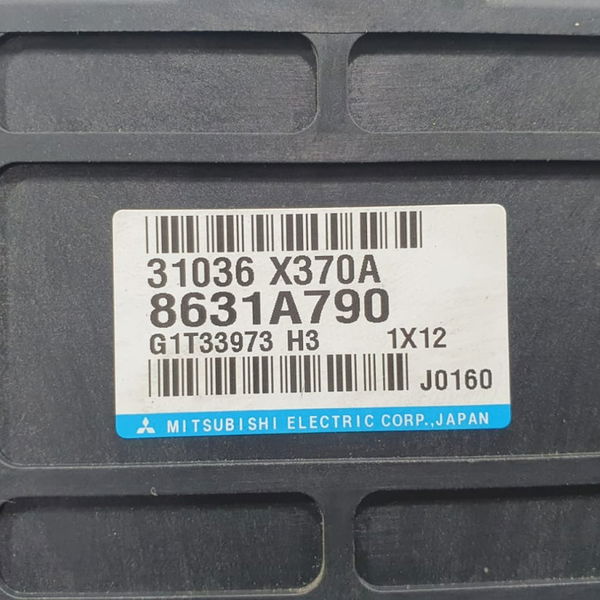 31036 X370A
8631A790
G1T33973 H3 1X12
J0160
MITSUBISHI ELECTRIC CORP.,JAPAN